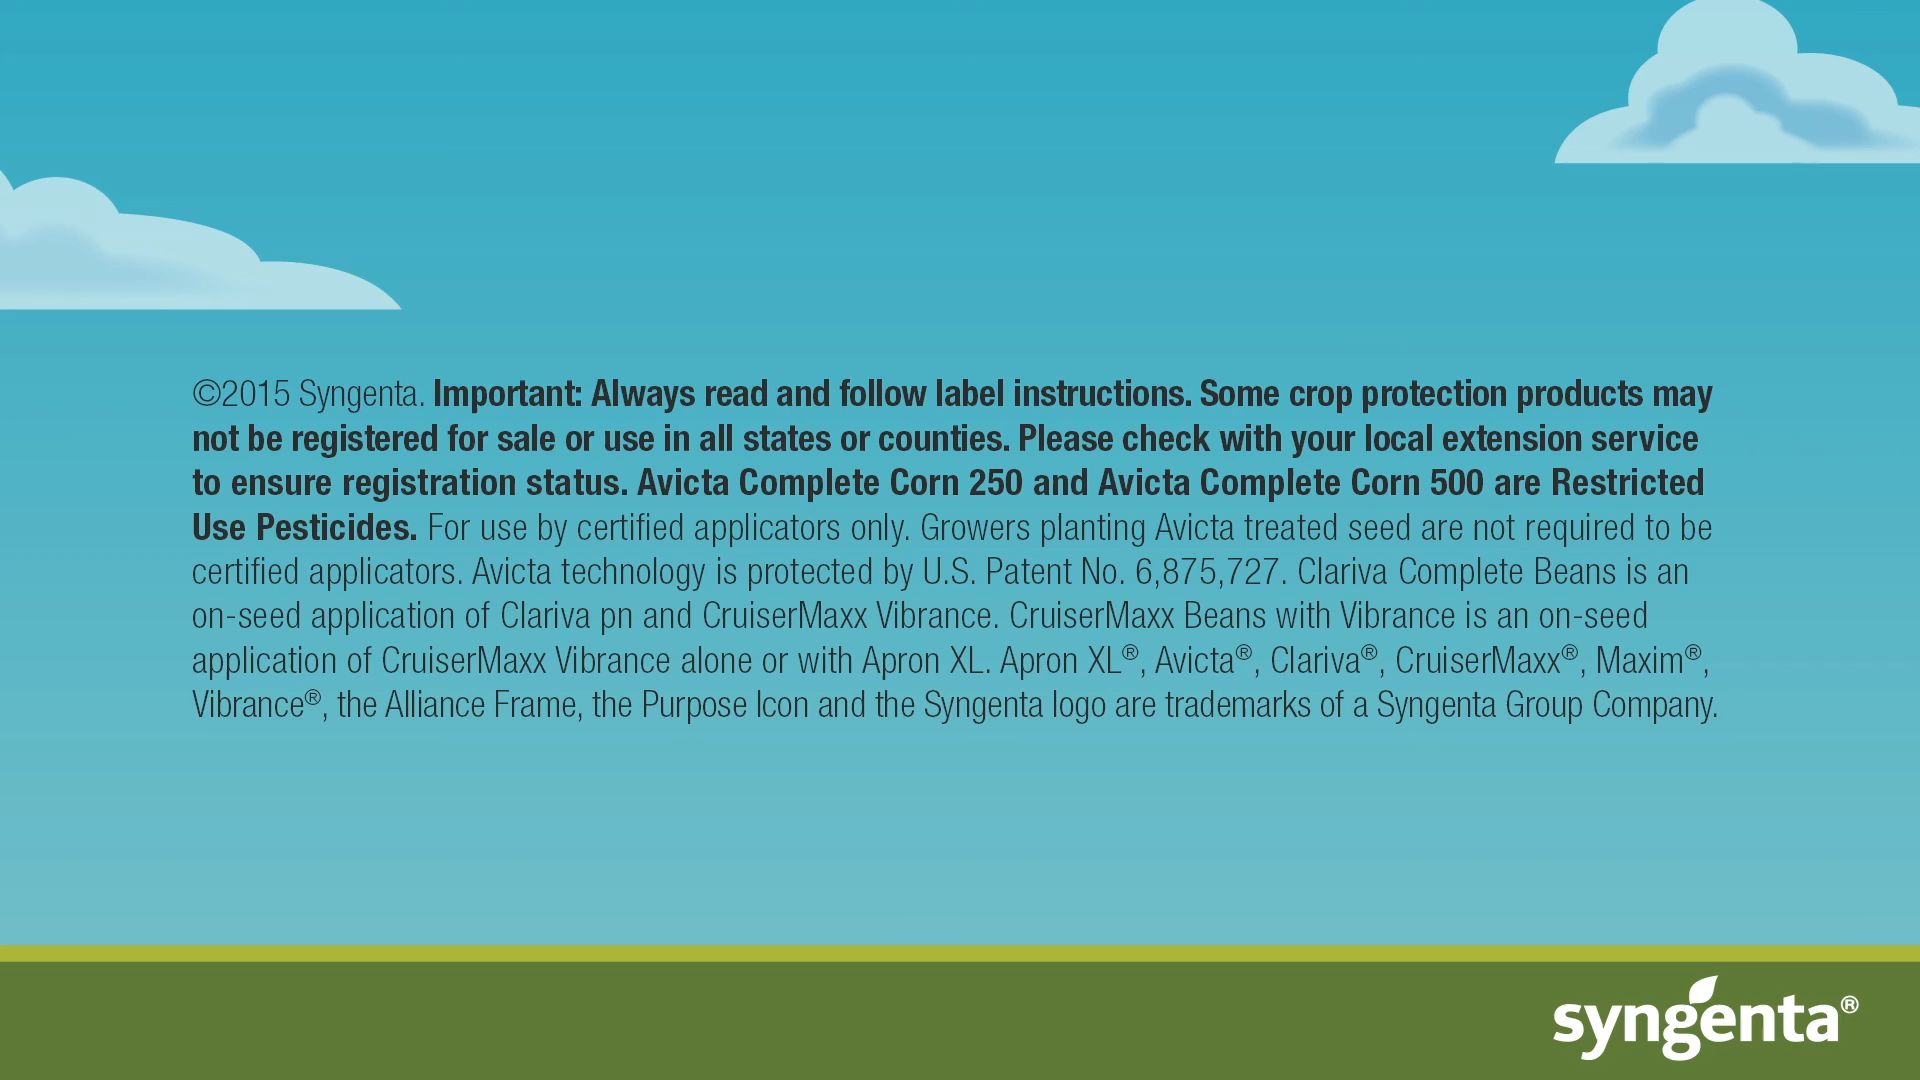 ©2015 Syngenta. Important: Always read and follow label instructions. Some crop protection products may
not be registered for sale or use in all states or counties. Please check with your local extension service
to ensure registration status. Avicta Complete Corn 250 and Avicta Complete Corn 500 are Restricted
Use Pesticides. For use by certified applicators only. Growers planting Avicta treated seed are not required to be
certified applicators. Avicta technology is protected by U.S. Patent No. 6,875,727. Clariva Complete Beans is an
on-seed application of Clariva pn and CruiserMaxx Vibrance. CruiserMaxx Beans with Vibrance is an on-seed
application of CruiserMaxx Vibrance alone or with Apron XL. Apron XL®, Avicta®, Clariva®, CruiserMaxx®, Maxim®,
Vibrance®, the Alliance Frame, the Purpose Icon and the Syngenta logo are trademarks of a Syngenta Group Company.
syngenta®